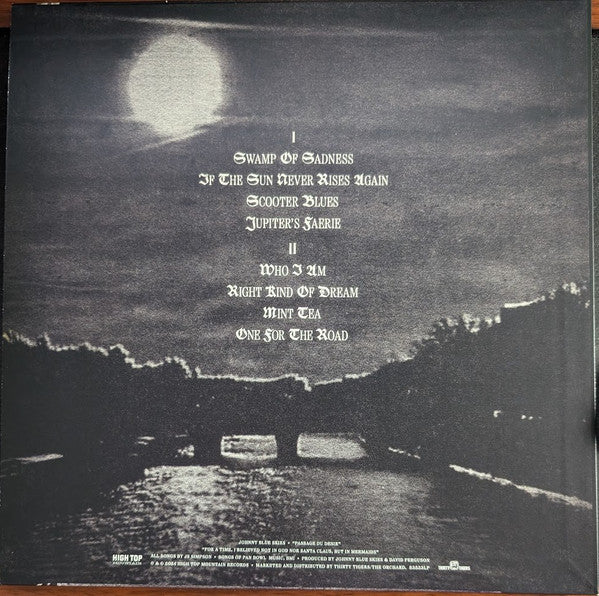 I
Swamp Of Sadness
If The Sun Never Rises Again
Scooter Blues
Jupiter's Faerie
II
Who I Am
Right Kind Of Dream
Mint Tea
One For The Road
JOHNNY BLUE SKIES • "PASSAGE DU DESIR"
"FOR A TIME, I BELIEVED NOT IN GOD NOR SANTA CLAUS, BUT IN MERMAIDS"
ALL SONGS BY JS SIMPSON • SONGS OF PAN BOWL MUSIC, BMI • PRODUCED BY JOHNNY BLUE SKIES & DAVID FERGUSON
℗ & © 2024 HIGH TOP MOUNTAIN RECORDS • MARKETED AND DISTRIBUTED BY THIRTY TIGERS/THE ORCHARD.
HIGH TOP
MOUNTAIN
THIRTY TIGERS